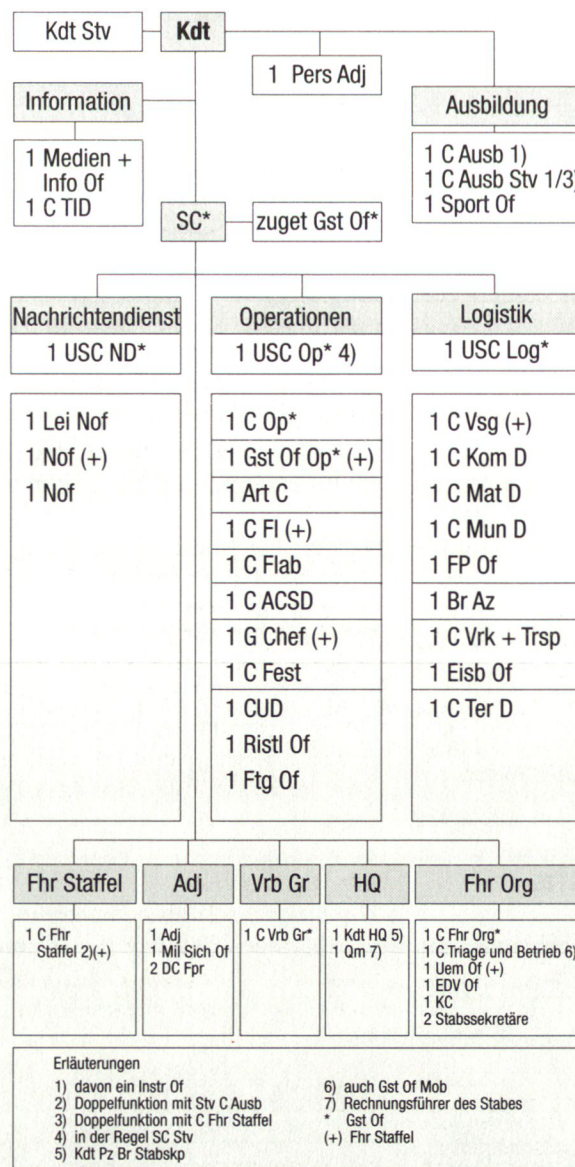 Kdt Stv
Kdt
1 Pers Adj
Information
Ausbildung
1 Medien +
Info Of
1 C TID
1 C Ausb 1)
1 C Ausb Stv 1/3)
1 Sport Of
SC*
zuget Gst Of*
Nachrichtendienst
1 USC ND*
Operationen
1 USC Op* 4)
Logistik
1 USC Log*
1 Lei Nof
1 Nof (+)
1 Nof
1 C Op*
1 Gst Of Op* (+)
1 Art C
1 C Fl (+)
1 C Flab
1 C ACSD
1 G Chef (+)
1 C Fest
1 CUD
1 Ristl Of
1 Ftg Of
1 C Vsg (+)
1 C Kom D
1 C Mat D
1 C Mun D
1 FP Of
1 Br Az
1 C Vrk + Trsp
1 Eisb Of
1 C Ter D
Fhr Staffel
Adj
Vrb Gr
HQ
Fhr Org
1 C Fhr
Staffel 2)(+)
1 Adj
1 Mil Sich Of
2 DC Fpr
1 C Vrb Gr*
1 Kdt HQ 5)
1 Qm 7)
1 C Fhr Org*
1 C Triage und Betrieb 6)
1 Uem Of (+)
1 EDV Of
1 KC
2 Stabssekretäre
Erläuterungen
1) davon ein Instr Of
2) Doppelfunktion mit Stv C Ausb
3) Doppelfunktion mit C Fhr Staffel
4) in der Regel SC Stv
5) Kdt Pz Br Stabskp
6) auch Gst Of Mob
7) Rechnungsführer des Stabes
* Gst Of
(+) Fhr Staffel